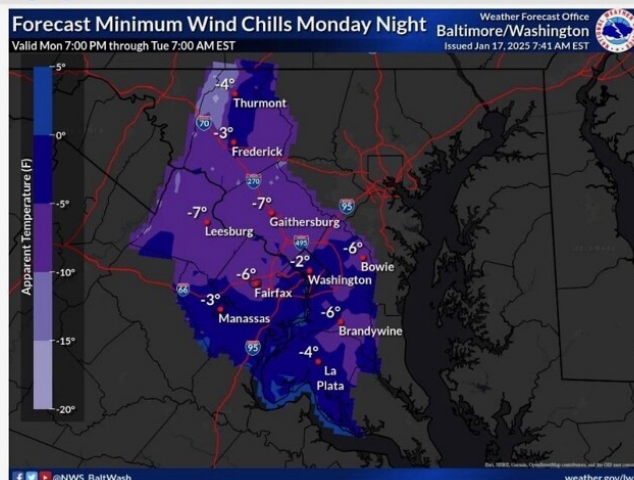 Forecast Minimum Wind Chills Monday Night
Valid Mon 7:00 PM through Tue 7:00 AM EST
Weather Forecast Office
Baltimore/Washington
Issued Jan 17, 2025 7:41 AM EST
Apparent Temperature (F)
5°
0°
-5°
-10°
-15°
-20°
-4°
Thurmont
70
-3°
Frederick
270
-7°
Leesburg
-7°
Gaithersburg
95
495
-2°
Washington
-6°
Bowie
66
-6°
Fairfax
-3°
Manassas
-6°
Brandywine
95
-4°
La
Plata
@NWS_BaltWash
weather.gov/lw